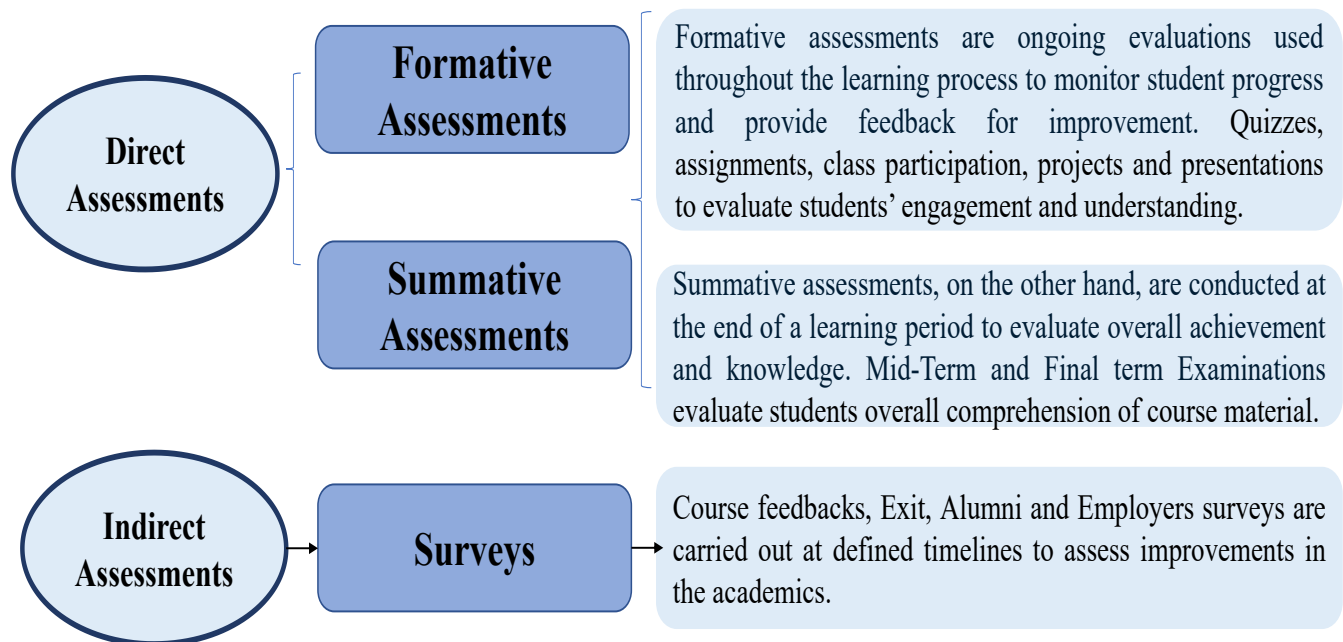 Direct
Assessments
Formative
Assessments
Formative assessments are ongoing evaluations used
throughout the learning process to monitor student progress
and provide feedback for improvement. Quizzes,
assignments, class participation, projects and presentations
to evaluate students’ engagement and understanding.
Summative
Assessments
Summative assessments, on the other hand, are conducted at
the end of a learning period to evaluate overall achievement
and knowledge. Mid-Term and Final term Examinations
evaluate students overall comprehension of course material.
Indirect
Assessments
Surveys
Course feedbacks, Exit, Alumni and Employers surveys are
carried out at defined timelines to assess improvements in
the academics.